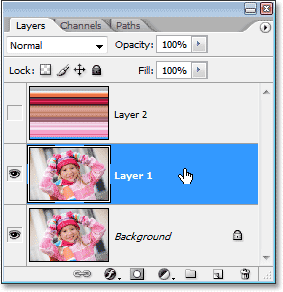 Layers Channels Paths
Normal Opacity: 100%
Lock: Fill: 100%
Layer 2
Layer 1
Background